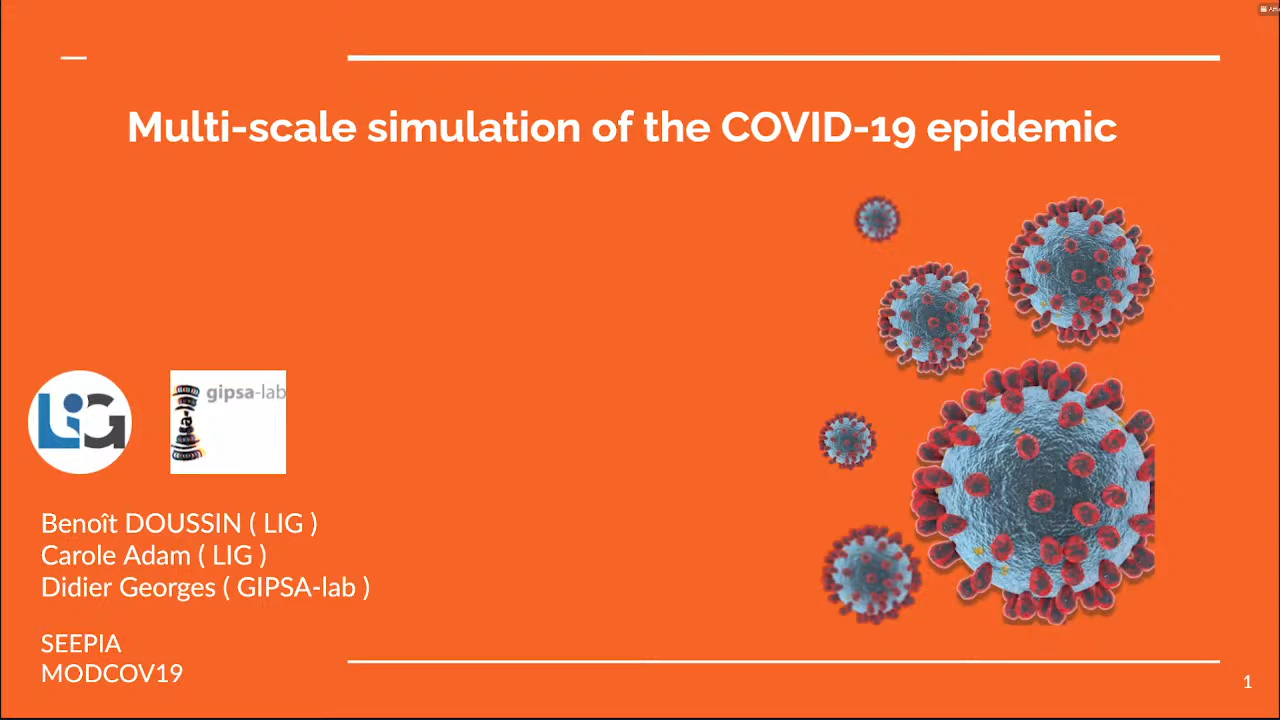 Multi-scale simulation of the COVID-19 epidemic
LiG
gipsa-lab
Benoît DOUSSIN ( LIG )
Carole Adam ( LIG )
Didier Georges ( GIPSA-lab )
SEEPIA
MODCOV19
1